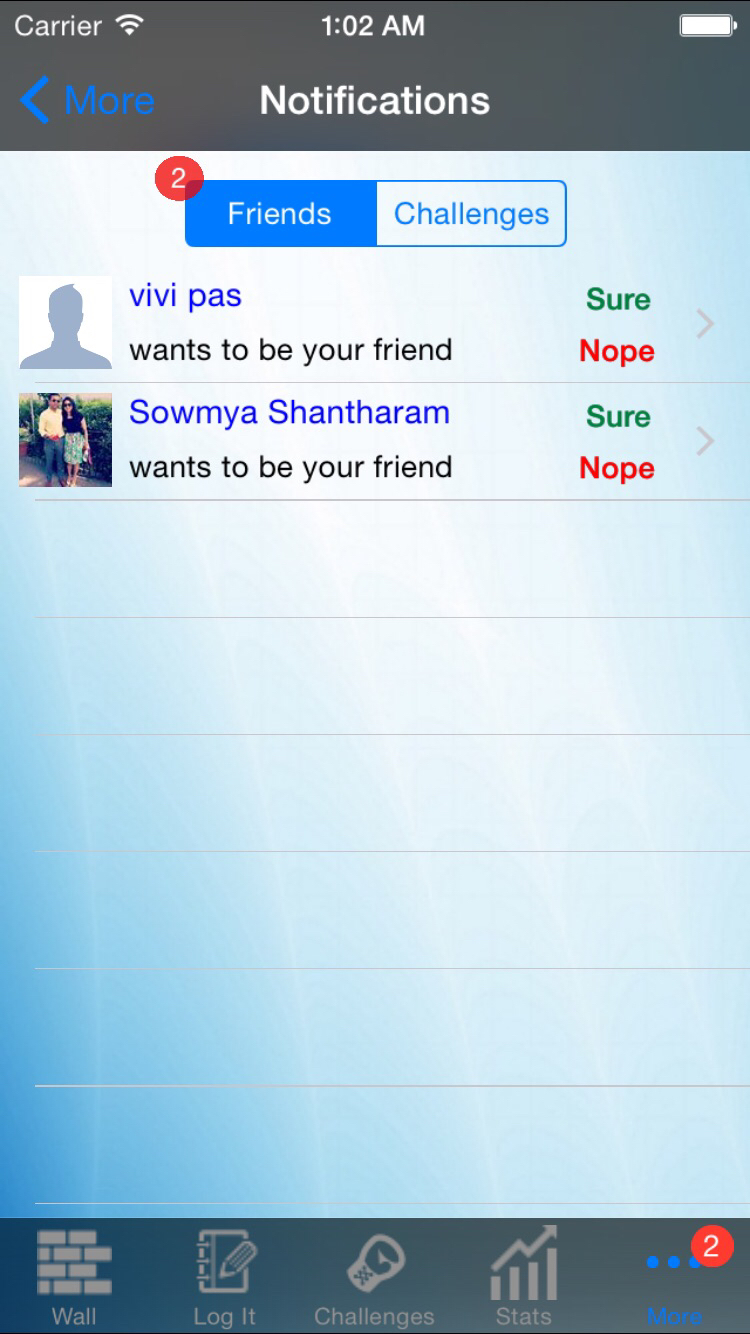 Carrier 1:02 AM
More Notifications
2
Friends Challenges
vivi pas Sure
wants to be your friend Nope
Sowmya Shantharam Sure
wants to be your friend Nope
2
Wall Log It Challenges Stats More